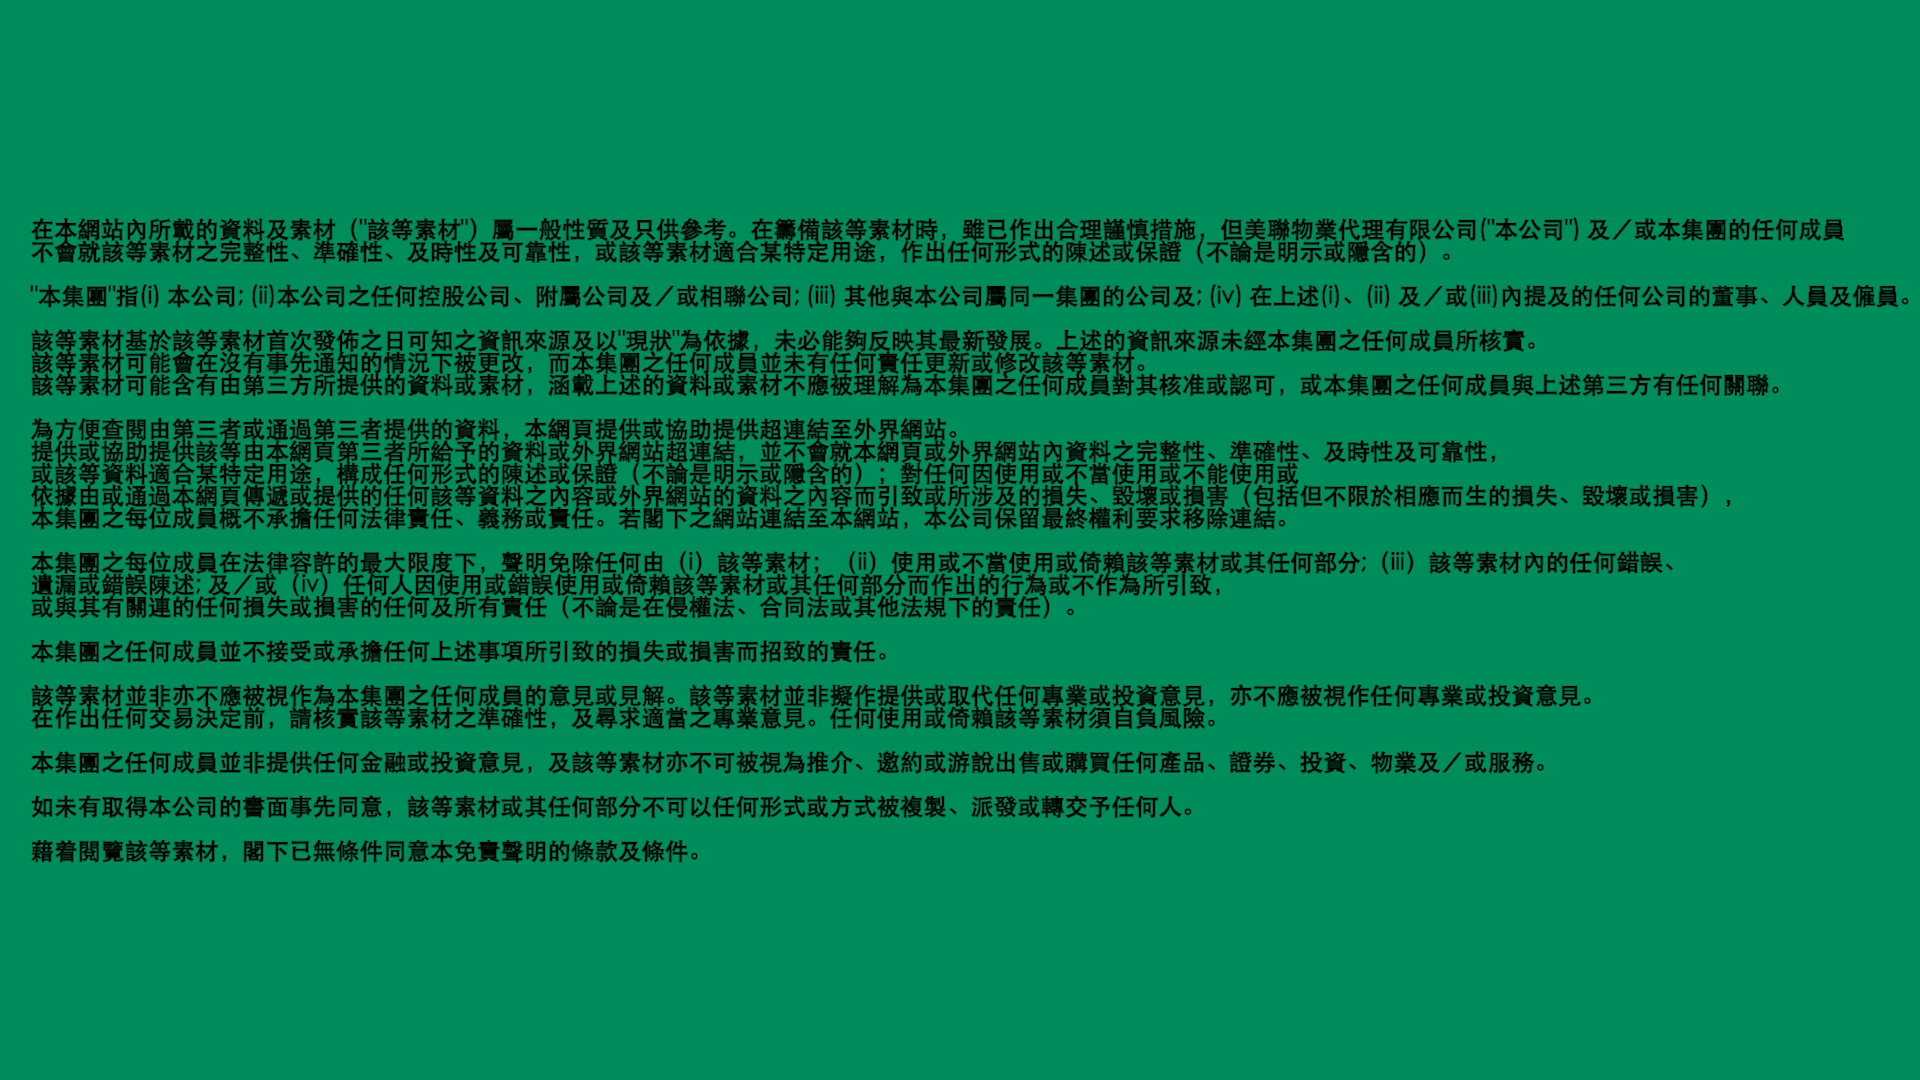 在本網站內所載的資料及素材（"該等素材"）屬一般性質及只供參考。在籌備該等素材時，雖已作出合理謹慎措施，但美聯物業代理有限公司("本公司") 及／或本集團的任何成員
不會就該等素材之完整性、準確性、及時性及可靠性，或該等素材適合某特定用途，作出任何形式的陳述或保證（不論是明示或隱含的）。
"本集團"指(i) 本公司; (ii)本公司之任何控股公司、附屬公司及／或相聯公司; (iii) 其他與本公司屬同一集團的公司及; (iv) 在上述(i)、(ii) 及／或(iii)內提及的任何公司的董事、人員及僱員。
該等素材基於該等素材首次發佈之日可知之資訊來源及以"現狀"為依據，未必能夠反映其最新發展。上述的資訊來源未經本集團之任何成員所核實。
該等素材可能會在沒有事先通知的情況下被更改，而本集團之任何成員並未有任何責任更新或修改該等素材。
該等素材可能含有由第三方所提供的資料或素材，涵載上述的資料或素材不應被理解為本集團之任何成員對其核准或認可，或本集團之任何成員與上述第三方有任何關聯。
為方便查閱由第三者或通過第三者提供的資料，本網頁提供或協助提供超連結至外界網站。
提供或協助提供該等由本網頁第三者所給予的資料或外界網站超連結，並不會就本網頁或外界網站內資料之完整性、準確性、及時性及可靠性，
或該等資料適合某特定用途，構成任何形式的陳述或保證（不論是明示或隱含的）；對任何因使用或不當使用或不能使用或
依據由或通過本網頁傳遞或提供的任何該等資料之內容或外界網站的資料之內容而引致或所涉及的損失、毀壞或損害（包括但不限於相應而生的損失、毀壞或損害），
本集團之每位成員概不承擔任何法律責任、義務或責任。若閣下之網站連結至本網站，本公司保留最終權利要求移除連結。
本集團之每位成員在法律容許的最大限度下，聲明免除任何由（i）該等素材；（ii）使用或不當使用或倚賴該等素材或其任何部分;（iii）該等素材內的任何錯誤、
遺漏或錯誤陳述; 及／或（iv）任何人因使用或錯誤使用或倚賴該等素材或其任何部分而作出的行為或不作為所引致，
或與其有關連的任何損失或損害的任何及所有責任（不論是在侵權法、合同法或其他法規下的責任）。
本集團之任何成員並不接受或承擔任何上述事項所引致的損失或損害而招致的責任。
該等素材並非亦不應被視作為本集團之任何成員的意見或見解。該等素材並非擬作提供或取代任何專業或投資意見，亦不應被視作任何專業或投資意見。
在作出任何交易決定前，請核實該等素材之準確性，及尋求適當之專業意見。任何使用或倚賴該等素材須自負風險。
本集團之任何成員並非提供任何金融或投資意見，及該等素材亦不可被視為推介、邀約或游說出售或購買任何產品、證券、投資、物業及／或服務。
如未有取得本公司的書面事先同意，該等素材或其任何部分不可以任何形式或方式被複製、派發或轉交予任何人。
藉着閱覽該等素材，閣下已無條件同意本免責聲明的條款及條件。